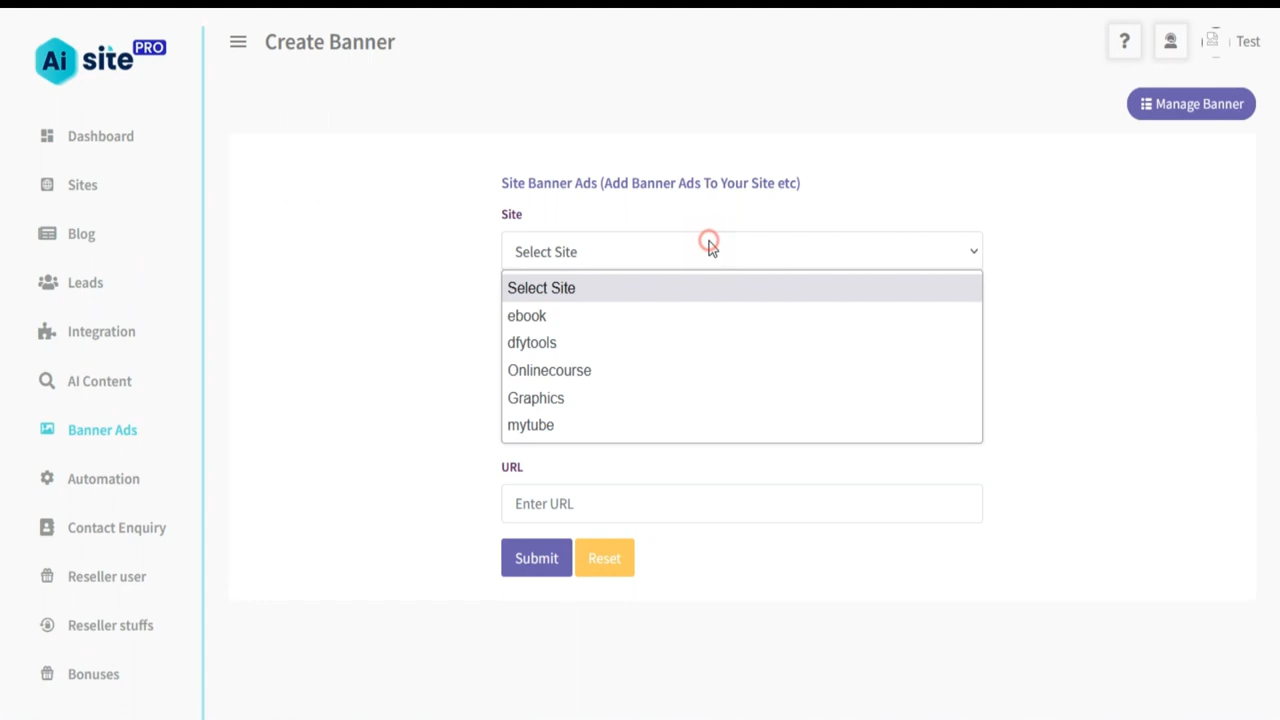 Ai site PRO
Create Banner
?
Test
Manage Banner
Dashboard
Sites
Blog
Leads
Integration
AI Content
Banner Ads
Automation
Contact Enquiry
Reseller user
Reseller stuffs
Bonuses
Site Banner Ads (Add Banner Ads To Your Site etc)
Site
Select Site
Select Site
ebook
dfytools
Onlinecourse
Graphics
mytube
URL
Enter URL
Submit
Reset